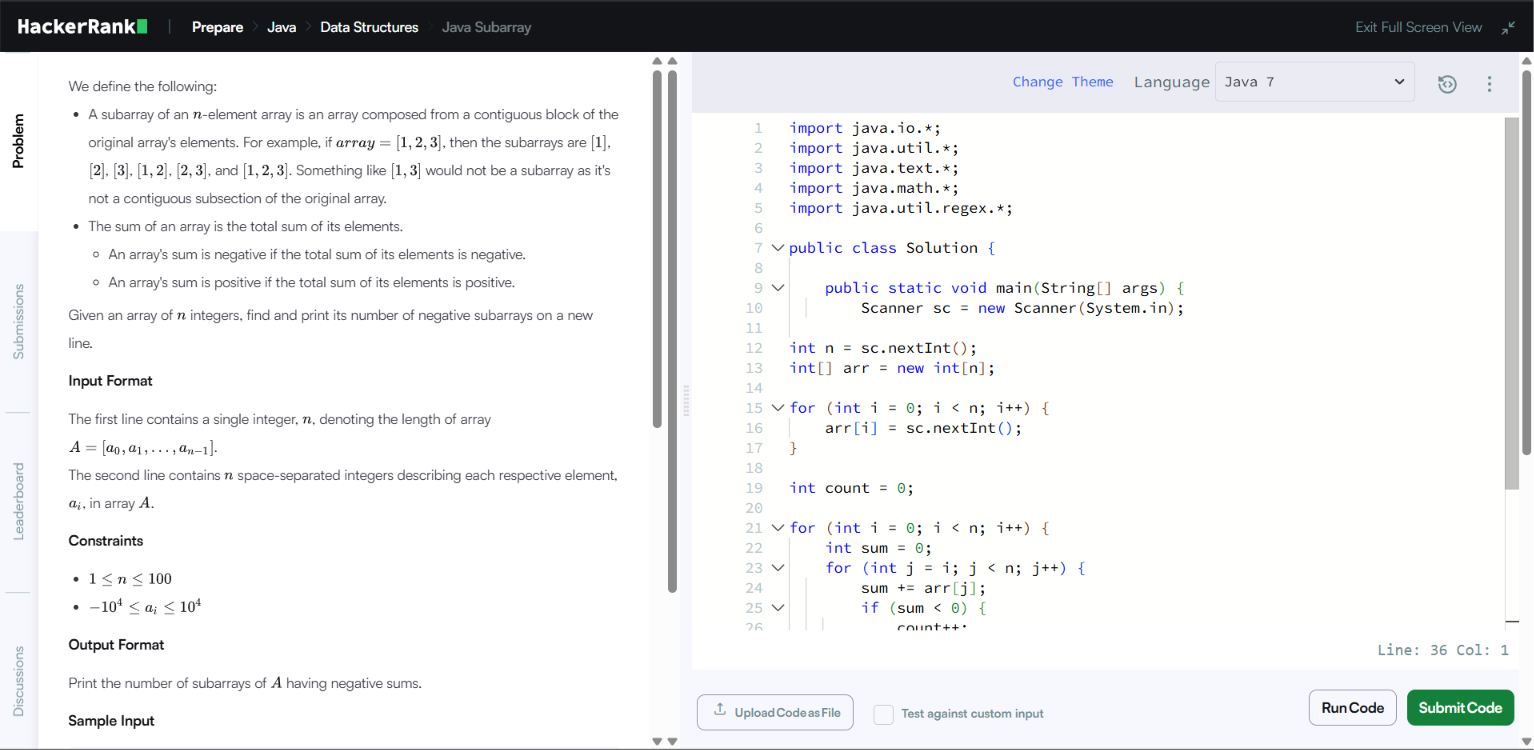 HackerRank | Prepare > Java > Data Structures > Java Subarray Exit Full Screen View
Problem
Submissions
Leaderboard
Discussions
We define the following:
• A subarray of an n-element array is an array composed from a contiguous block of the
original array's elements. For example, if array = [1, 2, 3], then the subarrays are [1],
[2], [3], [1, 2], [2, 3], and [1, 2, 3]. Something like [1, 3] would not be a subarray as it's
not a contiguous subsection of the original array.
• The sum of an array is the total sum of its elements.
◦ An array's sum is negative if the total sum of its elements is negative.
◦ An array's sum is positive if the total sum of its elements is positive.
Given an array of n integers, find and print its number of negative subarrays on a new
line.
Input Format
The first line contains a single integer, n, denoting the length of array
A = [a₀, a₁, . . . , aₙ₋₁].
The second line contains n space-separated integers describing each respective element,
aᵢ, in array A.
Constraints
• 1 ≤ n ≤ 100
• −10⁴ ≤ aᵢ ≤ 10⁴
Output Format
Print the number of subarrays of A having negative sums.
Sample Input
Change Theme Language Java 7
1 import java.io.*;
2 import java.util.*;
3 import java.text.*;
4 import java.math.*;
5 import java.util.regex.*;
6
7 public class Solution {
8
9 public static void main(String[] args) {
10 Scanner sc = new Scanner(System.in);
11
12 int n = sc.nextInt();
13 int[] arr = new int[n];
14
15 for (int i = 0; i < n; i++) {
16 arr[i] = sc.nextInt();
17 }
18
19 int count = 0;
20
21 for (int i = 0; i < n; i++) {
22 int sum = 0;
23 for (int j = i; j < n; j++) {
24 sum += arr[j];
25 if (sum < 0) {
26 count++;
Line: 36 Col: 1
Upload Code as File
Test against custom input
Run Code
Submit Code